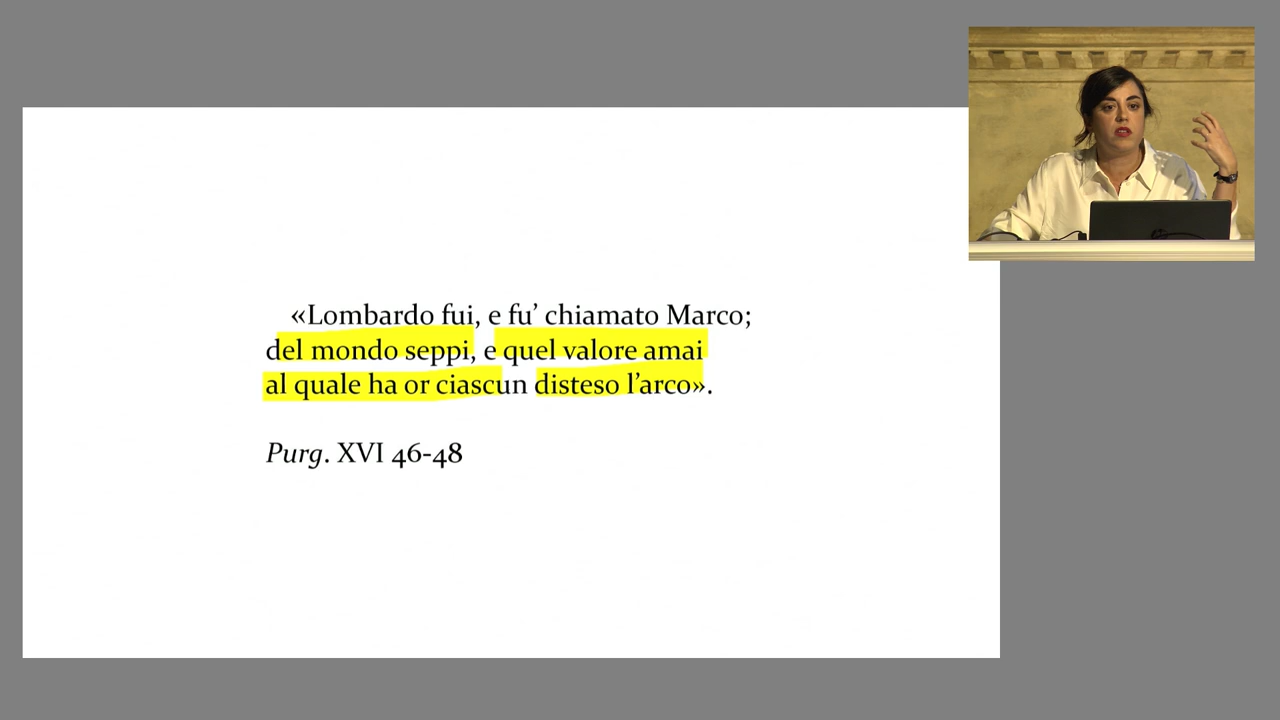 «Lombardo fui, e fu’ chiamato Marco;
del mondo seppi, e quel valore amai
al quale ha or ciascun disteso l’arco».
Purg. XVI 46-48